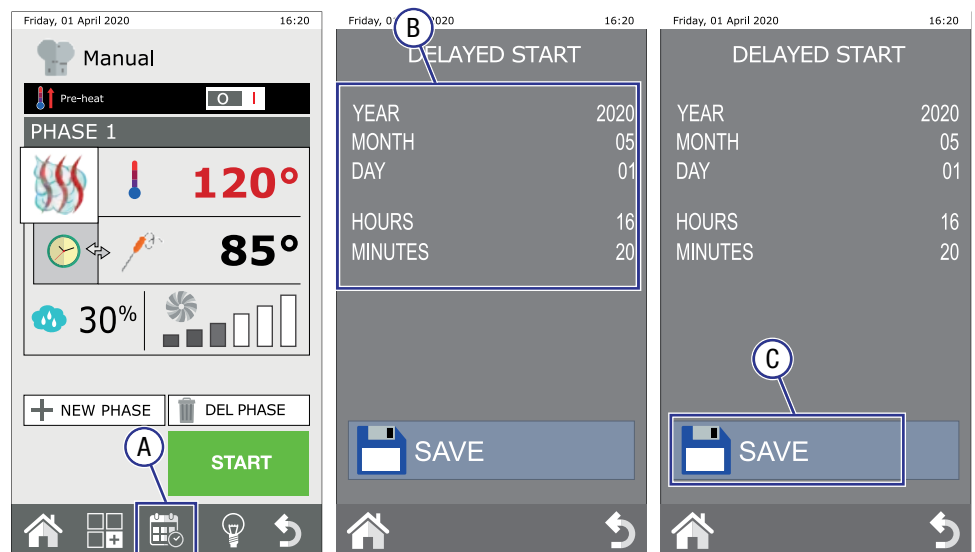 Friday, 01 April 2020 16:20
Manual
Pre-heat O I
PHASE 1
120°
85°
30%
NEW PHASE DEL PHASE
A
START
Friday, 0 020 16:20
B
DELAYED START
YEAR 2020
MONTH 05
DAY 01
HOURS 16
MINUTES 20
SAVE
Friday, 01 April 2020 16:20
DELAYED START
YEAR 2020
MONTH 05
DAY 01
HOURS 16
MINUTES 20
C
SAVE